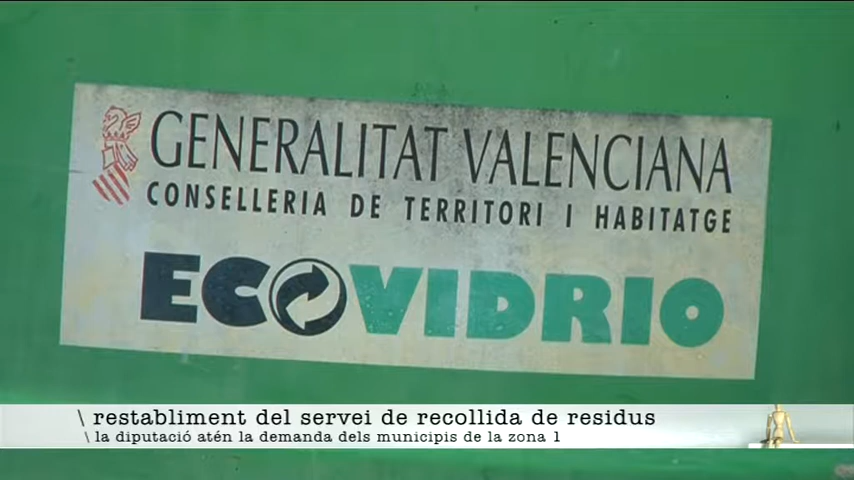 GENERALITAT VALENCIANA
CONSELLERIA DE TERRITORI I HABITATGE
ECOVIDRIO
\ restabliment del servei de recollida de residus
\ la diputació atén la demanda dels municipis de la zona 1